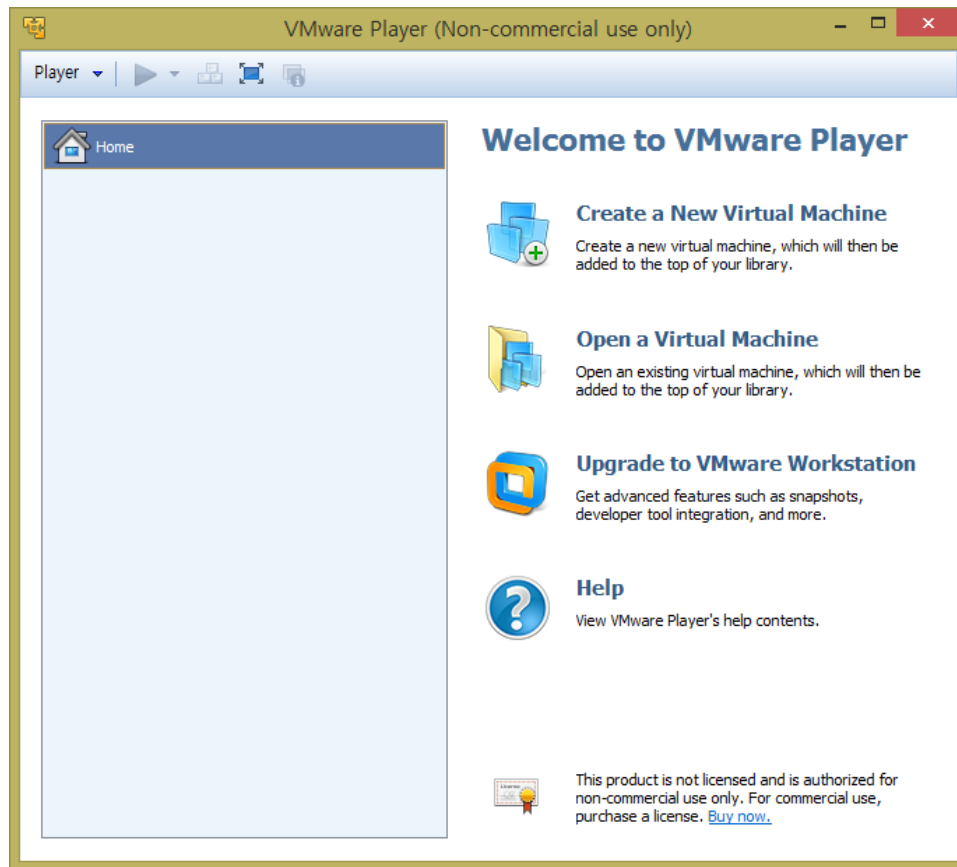 VMware Player (Non-commercial use only)
Player
Home
Welcome to VMware Player
Create a New Virtual Machine
Create a new virtual machine, which will then be
added to the top of your library.
Open a Virtual Machine
Open an existing virtual machine, which will then be
added to the top of your library.
Upgrade to VMware Workstation
Get advanced features such as snapshots,
developer tool integration, and more.
Help
View VMware Player's help contents.
License
This product is not licensed and is authorized for
non-commercial use only. For commercial use,
purchase a license. Buy now.